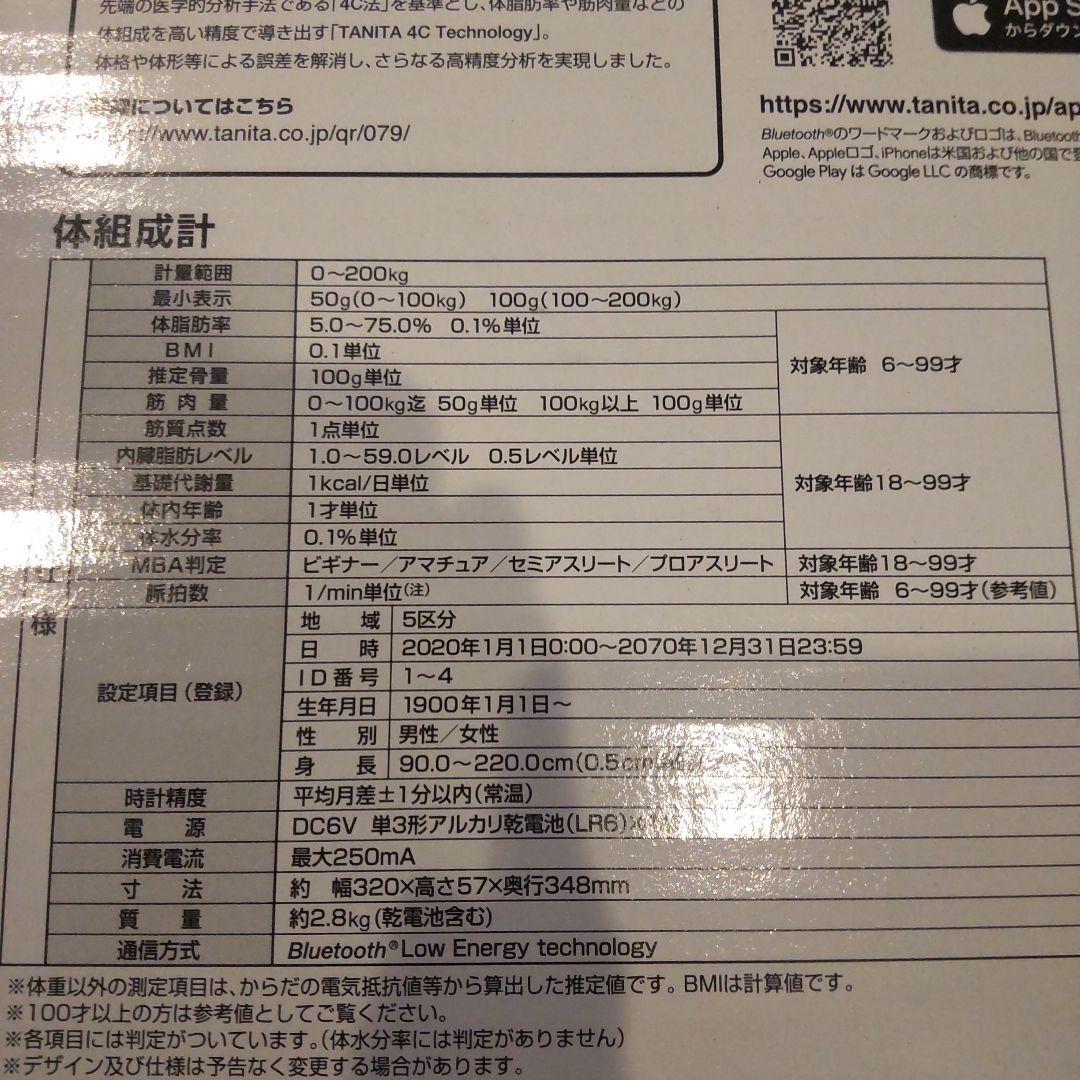 先端の医学的分析手法である「4C法」を基準とし、体脂肪率や筋肉量などの
体組成を高い精度で導き出す「TANITA 4C Technology」。
体格や体形等による誤差を解消し、さらなる高精度分析を実現しました。
についてはこちら
://www.tanita.co.jp/qr/079/
App S
からダウン
https://www.tanita.co.jp/ap
Bluetooth®のワードマークおよびロゴは、Bluetooth
Apple、Appleロゴ、iPhoneは米国および他の国で登
Google Play は Google LLC の商標です。
体組成計
仕様
計量範囲 0～200kg
最小表示 50g(0～100kg) 100g(100～200kg)
体脂肪率 5.0～75.0% 0.1%単位
BMI 0.1単位
対象年齢 6～99才
推定骨量 100g単位
筋肉量 0～100kg迄 50g単位 100kg以上 100g単位
筋質点数 1点単位
内臓脂肪レベル 1.0～59.0レベル 0.5レベル単位
基礎代謝量 1kcal/日単位
対象年齢18～99才
体内年齢 1才単位
体水分率 0.1%単位
MBA判定 ビギナー／アマチュア／セミアスリート／プロアスリート 対象年齢18～99才
脈拍数 1/min単位(注) 対象年齢 6～99才(参考値)
設定項目(登録)
地域 5区分
日時 2020年1月1日0:00～2070年12月31日23:59
ID番号 1～4
生年月日 1900年1月1日～
性別 男性／女性
身長 90.0～220.0cm(0.5cm
時計精度 平均月差±1分以内(常温)
電源 DC6V 単3形アルカリ乾電池(LR6)×
消費電流 最大250mA
寸法 約 幅320×高さ57×奥行348mm
質量 約2.8kg(乾電池含む)
通信方式 Bluetooth®Low Energy technology
※体重以外の測定項目は、からだの電気抵抗値等から算出した推定値です。BMIは計算値です。
※100才以上の方は参考値としてご覧ください。
※各項目には判定がついています。(体水分率には判定がありません)
※デザイン及び仕様は予告なく変更する場合があります。